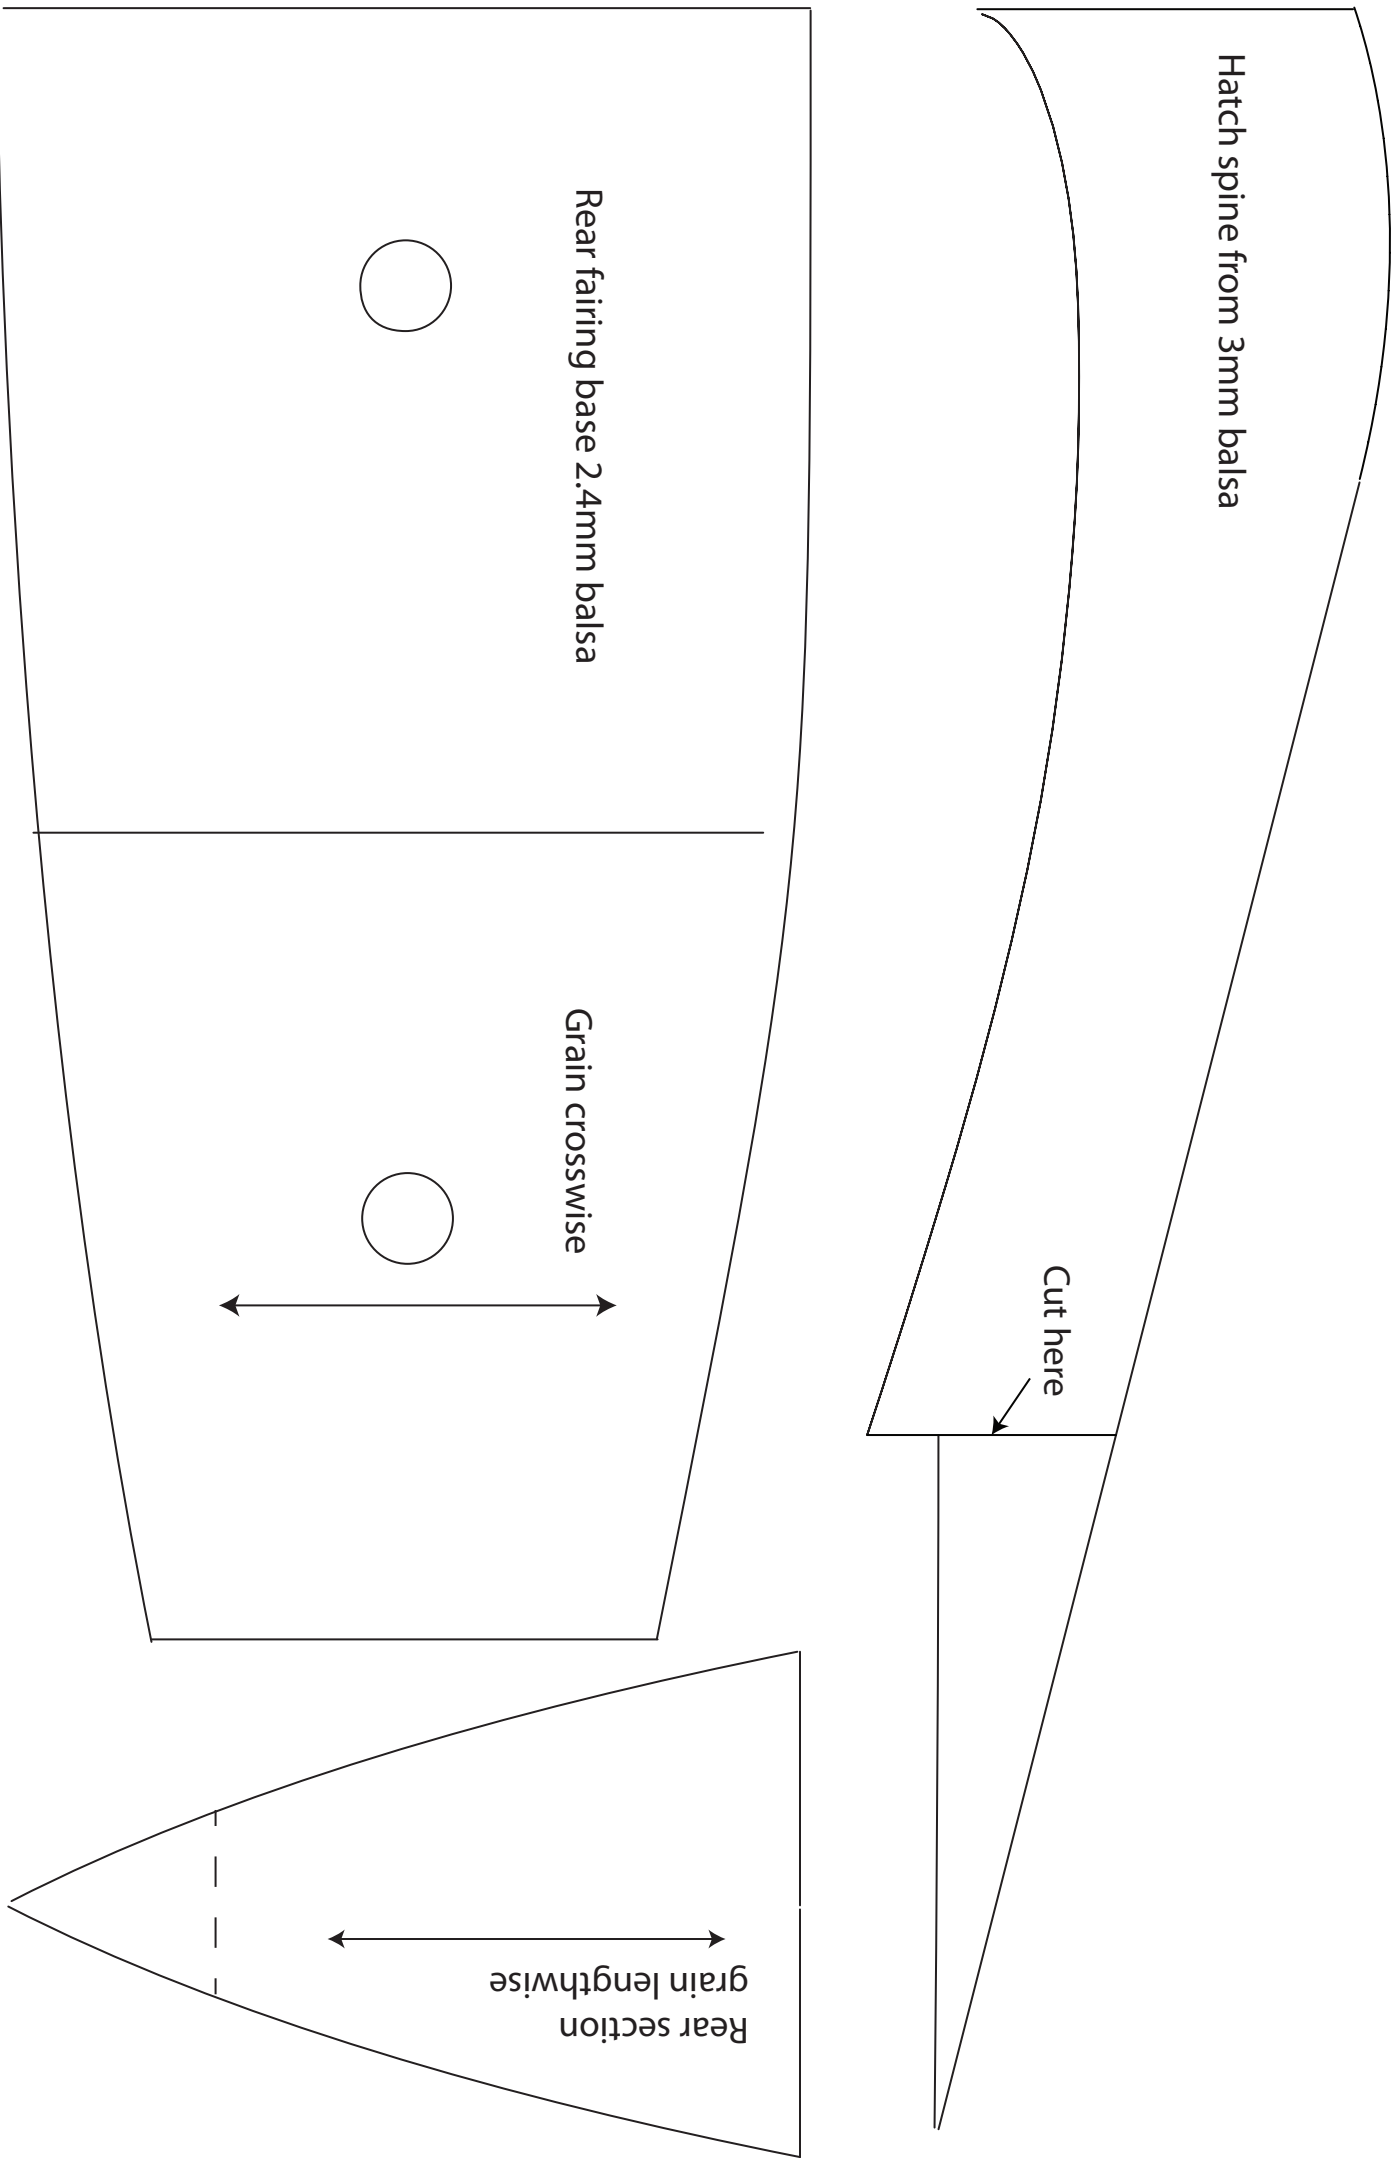 Hatch spine from 3mm balsa
Rear fairing base 2.4mm balsa
Grain crosswise
Cut here
Rear section
grain lengthwise